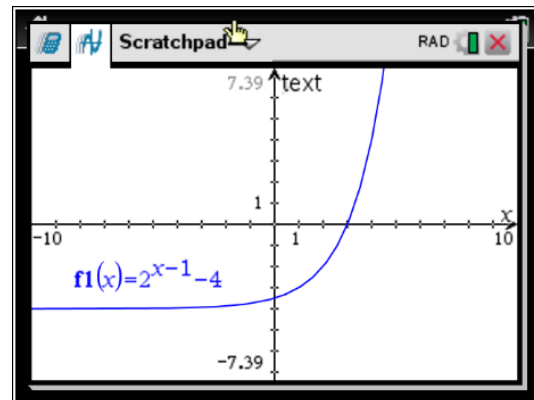 Scratchpad RAD
7.39 text
1
x
-10 1 10
f1(x)=2^{x-1}-4
-7.39